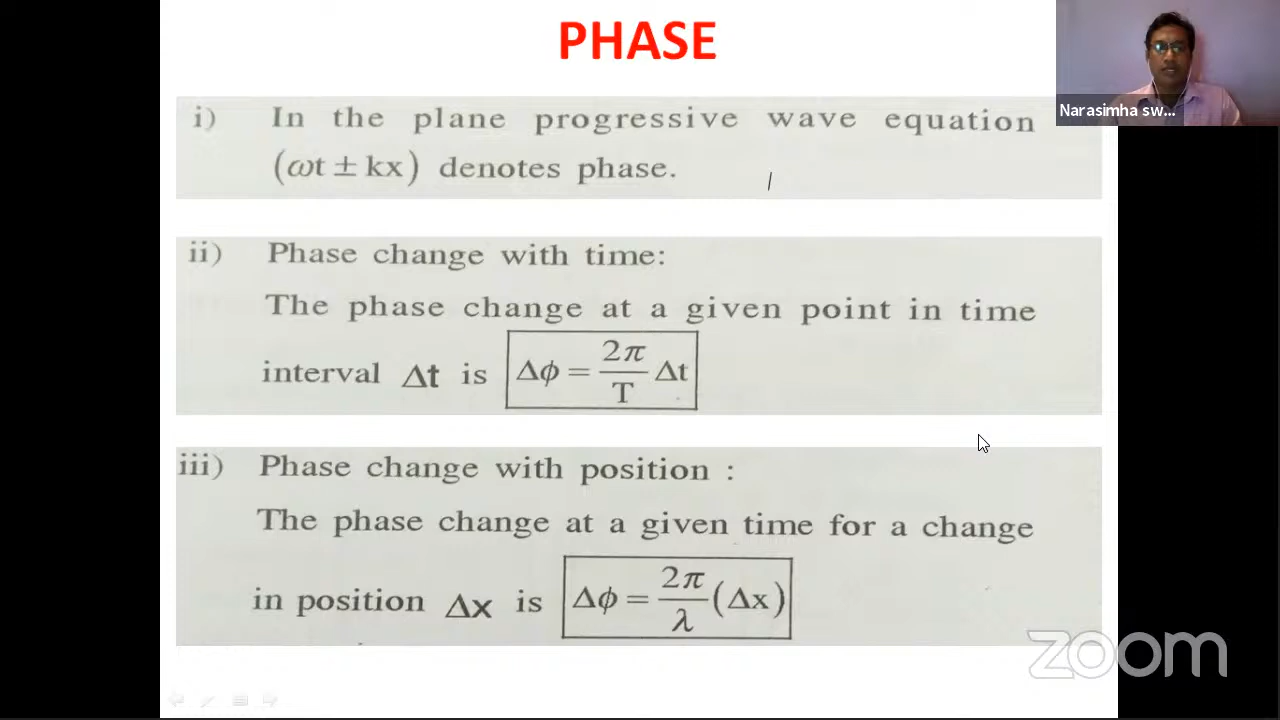 PHASE
Narasimha sw...
i) In the plane progressive wave equation
(ωt ± kx) denotes phase.
ii) Phase change with time:
The phase change at a given point in time
interval Δt is Δϕ = 2π/T Δt
iii) Phase change with position :
The phase change at a given time for a change
in position Δx is Δϕ = 2π/λ (Δx)
zoom